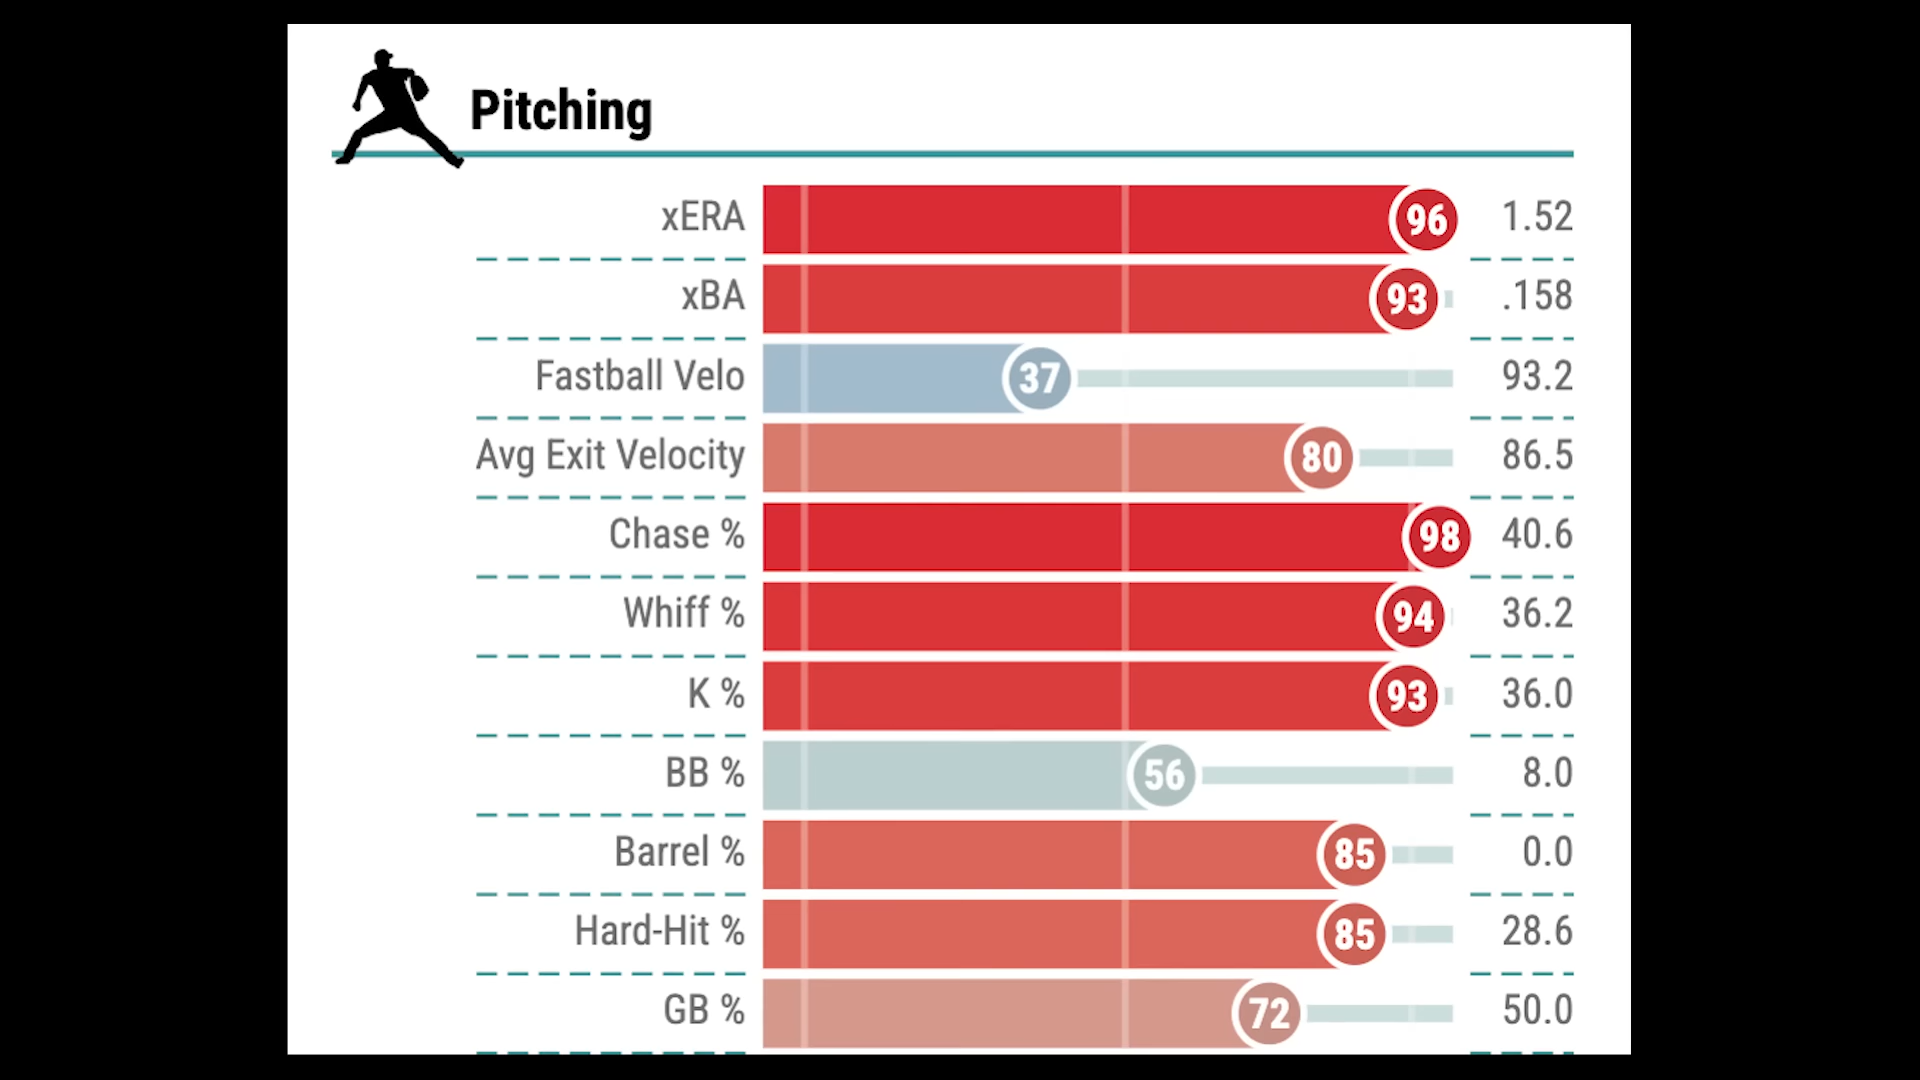 Pitching
xERA 96 1.52
xBA 93 .158
Fastball Velo 37 93.2
Avg Exit Velocity 80 86.5
Chase % 98 40.6
Whiff % 94 36.2
K % 93 36.0
BB % 56 8.0
Barrel % 85 0.0
Hard-Hit % 85 28.6
GB % 72 50.0